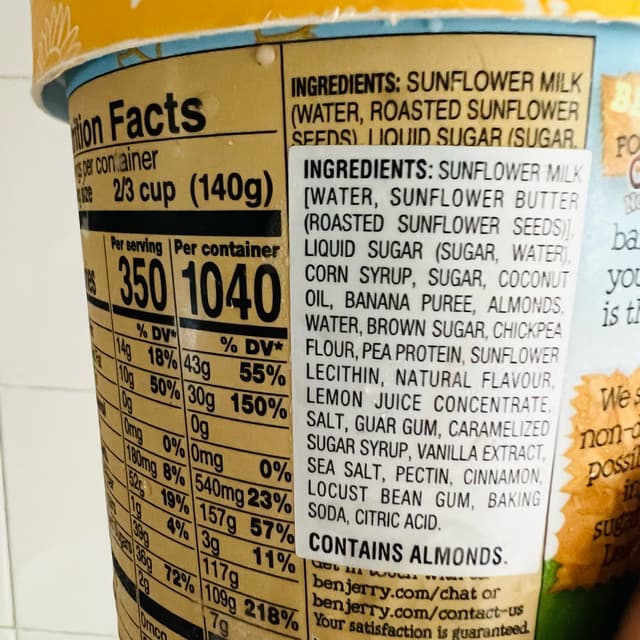 tion Facts
per container
size 2/3 cup (140g)
Per serving Per container
350 1040
% DV* % DV*
14g 18% 43g 55%
10g 50% 30g 150%
0g 0g
0mg 0% 0mg 0%
180mg 8% 540mg 23%
52g 19% 157g 57%
1g 4% 3g 11%
39g 117g
36g 72% 109g 218%
2g 7g
0mcg
INGREDIENTS: SUNFLOWER MILK
(WATER, ROASTED SUNFLOWER
SEEDS), LIQUID SUGAR (SUGAR,
INGREDIENTS: SUNFLOWER MILK
[WATER, SUNFLOWER BUTTER
(ROASTED SUNFLOWER SEEDS)],
LIQUID SUGAR (SUGAR, WATER),
CORN SYRUP, SUGAR, COCONUT
OIL, BANANA PUREE, ALMONDS,
WATER, BROWN SUGAR, CHICKPEA
FLOUR, PEA PROTEIN, SUNFLOWER
LECITHIN, NATURAL FLAVOUR,
LEMON JUICE CONCENTRATE,
SALT, GUAR GUM, CARAMELIZED
SUGAR SYRUP, VANILLA EXTRACT,
SEA SALT, PECTIN, CINNAMON,
LOCUST BEAN GUM, BAKING
SODA, CITRIC ACID.
CONTAINS ALMONDS.
benjerry.com/chat or
benjerry.com/contact-us
Your satisfaction is guaranteed.
ba
you
is th
We s
non-d
possi
in
suga